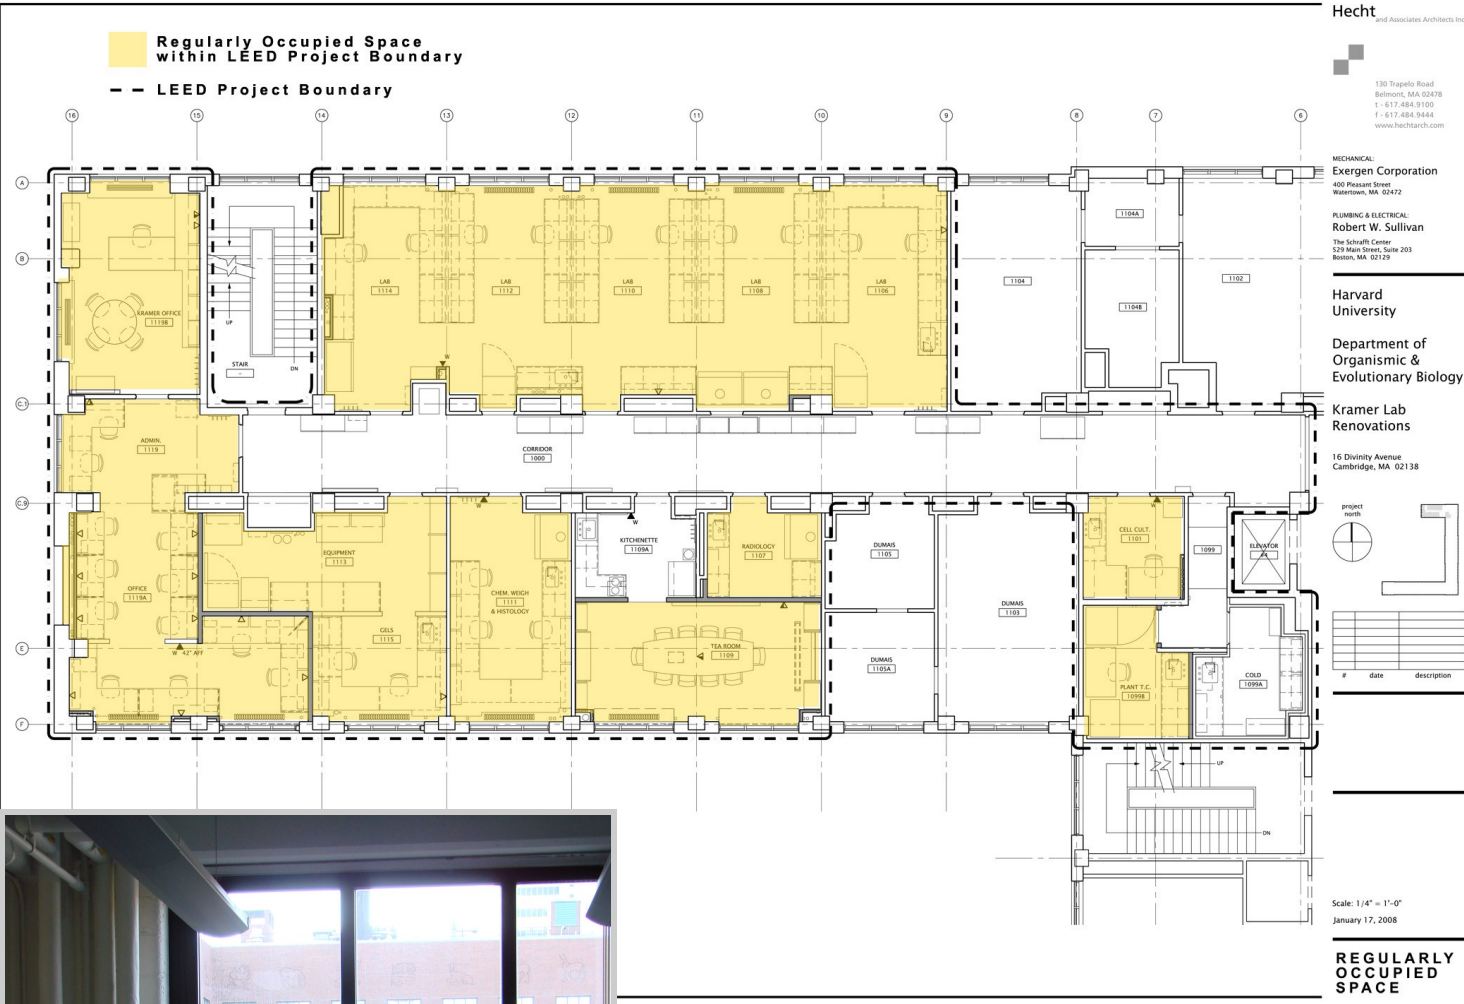 Regularly Occupied Space
within LEED Project Boundary
LEED Project Boundary
16 15 14 13 12 11 10 9 8 7 6
A
B
C.1
C.9
E
F
KRAMER OFFICE
1119B
UP
STAIR
-
DN
LAB
1114
LAB
1112
LAB
1110
LAB
1108
LAB
1106
W
1104
1104A
1104B
1102
ADMIN.
1119
CORRIDOR
1000
OFFICE
1119A
W 42" AFF
EQUIPMENT
1113
GELS
1115
W
CHEM. WEIGH
1111
& HISTOLOGY
W
KITCHENETTE
1109A
RADIOLOGY
1107
TEA ROOM
1109
DUMAIS
1105
DUMAIS
1105A
DUMAIS
1103
W
CELL CULT.
1101
1099
ELEVATOR
#4
PLANT T.C.
1099B
COLD
1099A
UP
DN
Hecht
and Associates Architects Inc
130 Trapelo Road
Belmont, MA 02478
t - 617.484.9100
f - 617.484.9444
www.hechtarch.com
MECHANICAL:
Exergen Corporation
400 Pleasant Street
Watertown, MA 02472
PLUMBING & ELECTRICAL:
Robert W. Sullivan
The Schrafft Center
529 Main Street, Suite 203
Boston, MA 02129
Harvard
University
Department of
Organismic &
Evolutionary Biology
Kramer Lab
Renovations
16 Divinity Avenue
Cambridge, MA 02138
project
north
# date description
Scale: 1/4" = 1'-0"
January 17, 2008
REGULARLY
OCCUPIED
SPACE